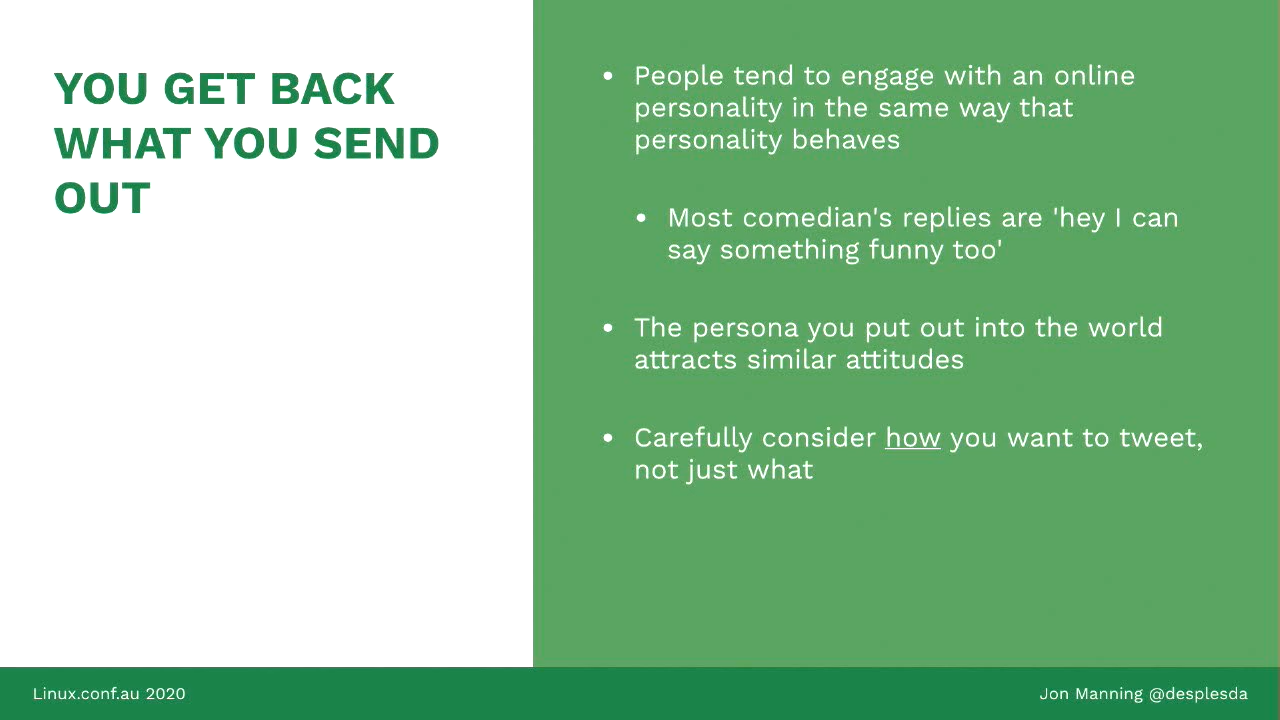 YOU GET BACK
WHAT YOU SEND
OUT
• People tend to engage with an online
personality in the same way that
personality behaves
• Most comedian's replies are 'hey I can
say something funny too'
• The persona you put out into the world
attracts similar attitudes
• Carefully consider how you want to tweet,
not just what
Linux.conf.au 2020
Jon Manning @desplesda